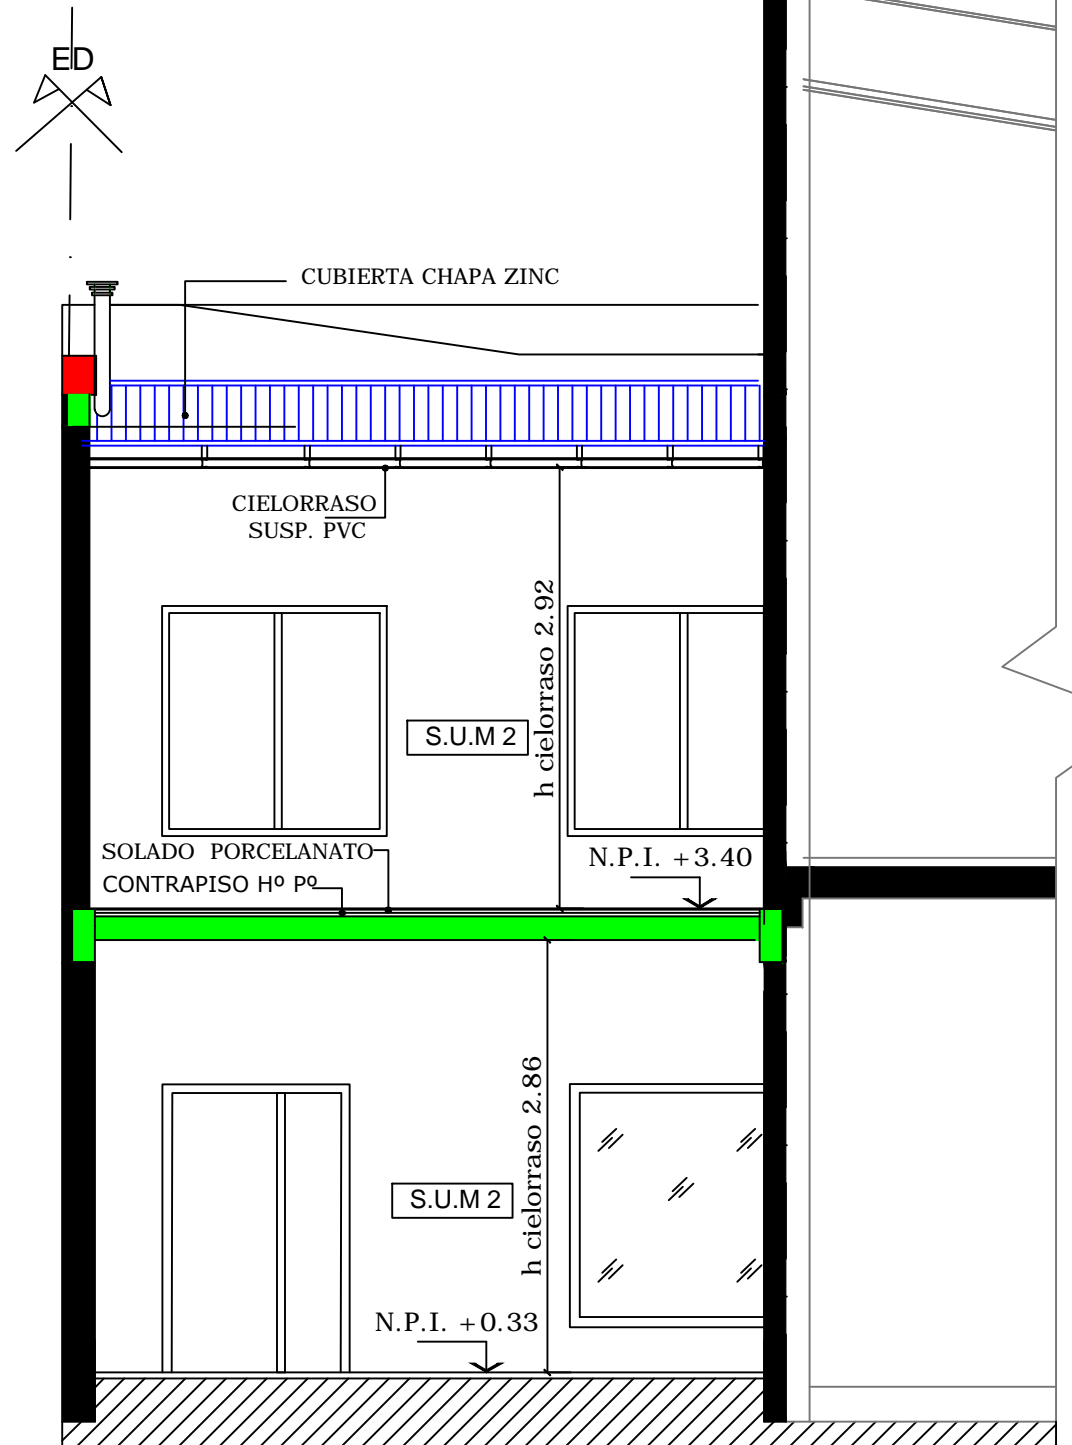 ED
CUBIERTA CHAPA ZINC
CIELORRASO
SUSP. PVC
h cielorraso 2.92
S.U.M 2
SOLADO PORCELANATO
N.P.I. +3.40
CONTRAPISO Hº Pº
h cielorraso 2.86
S.U.M 2
N.P.I. +0.33